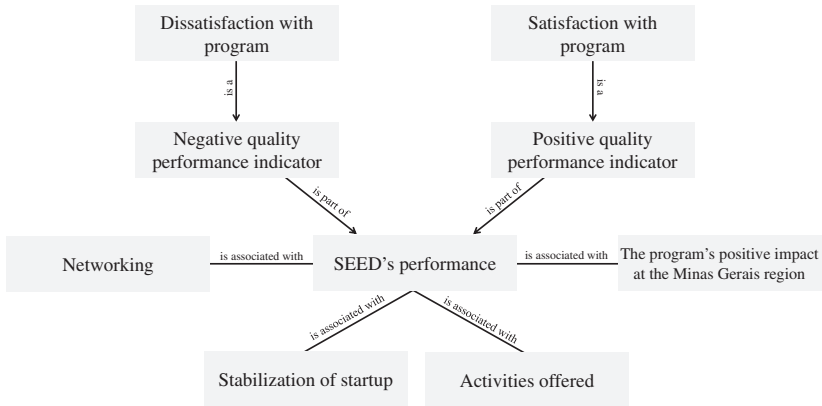 Dissatisfaction with
program
Satisfaction with
program
is a
is a
Negative quality
performance indicator
Positive quality
performance indicator
is part of
is part of
Networking
is associated with
SEED’s performance
is associated with
The program’s positive impact
at the Minas Gerais region
is associated with
is associated with
Stabilization of startup
Activities offered